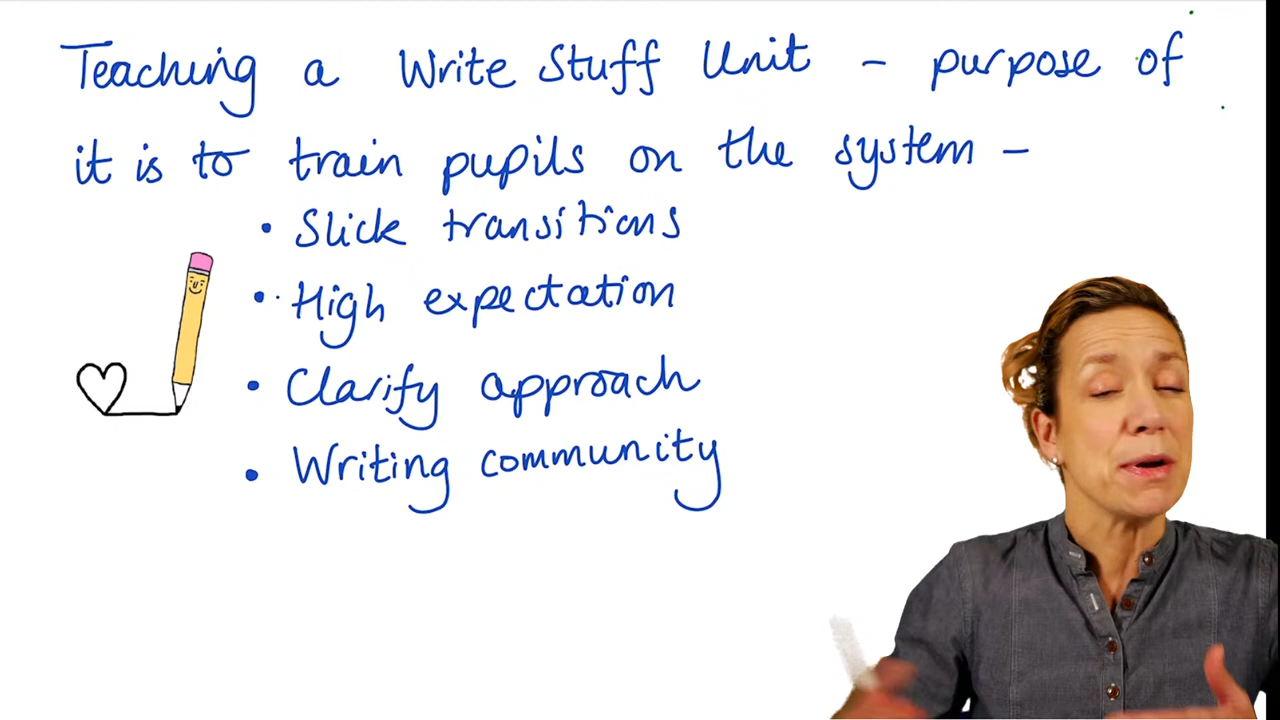 Teaching a Write Stuff Unit - purpose of
it is to train pupils on the system -
• Slick transitions
• High expectation
• Clarify approach
• Writing community